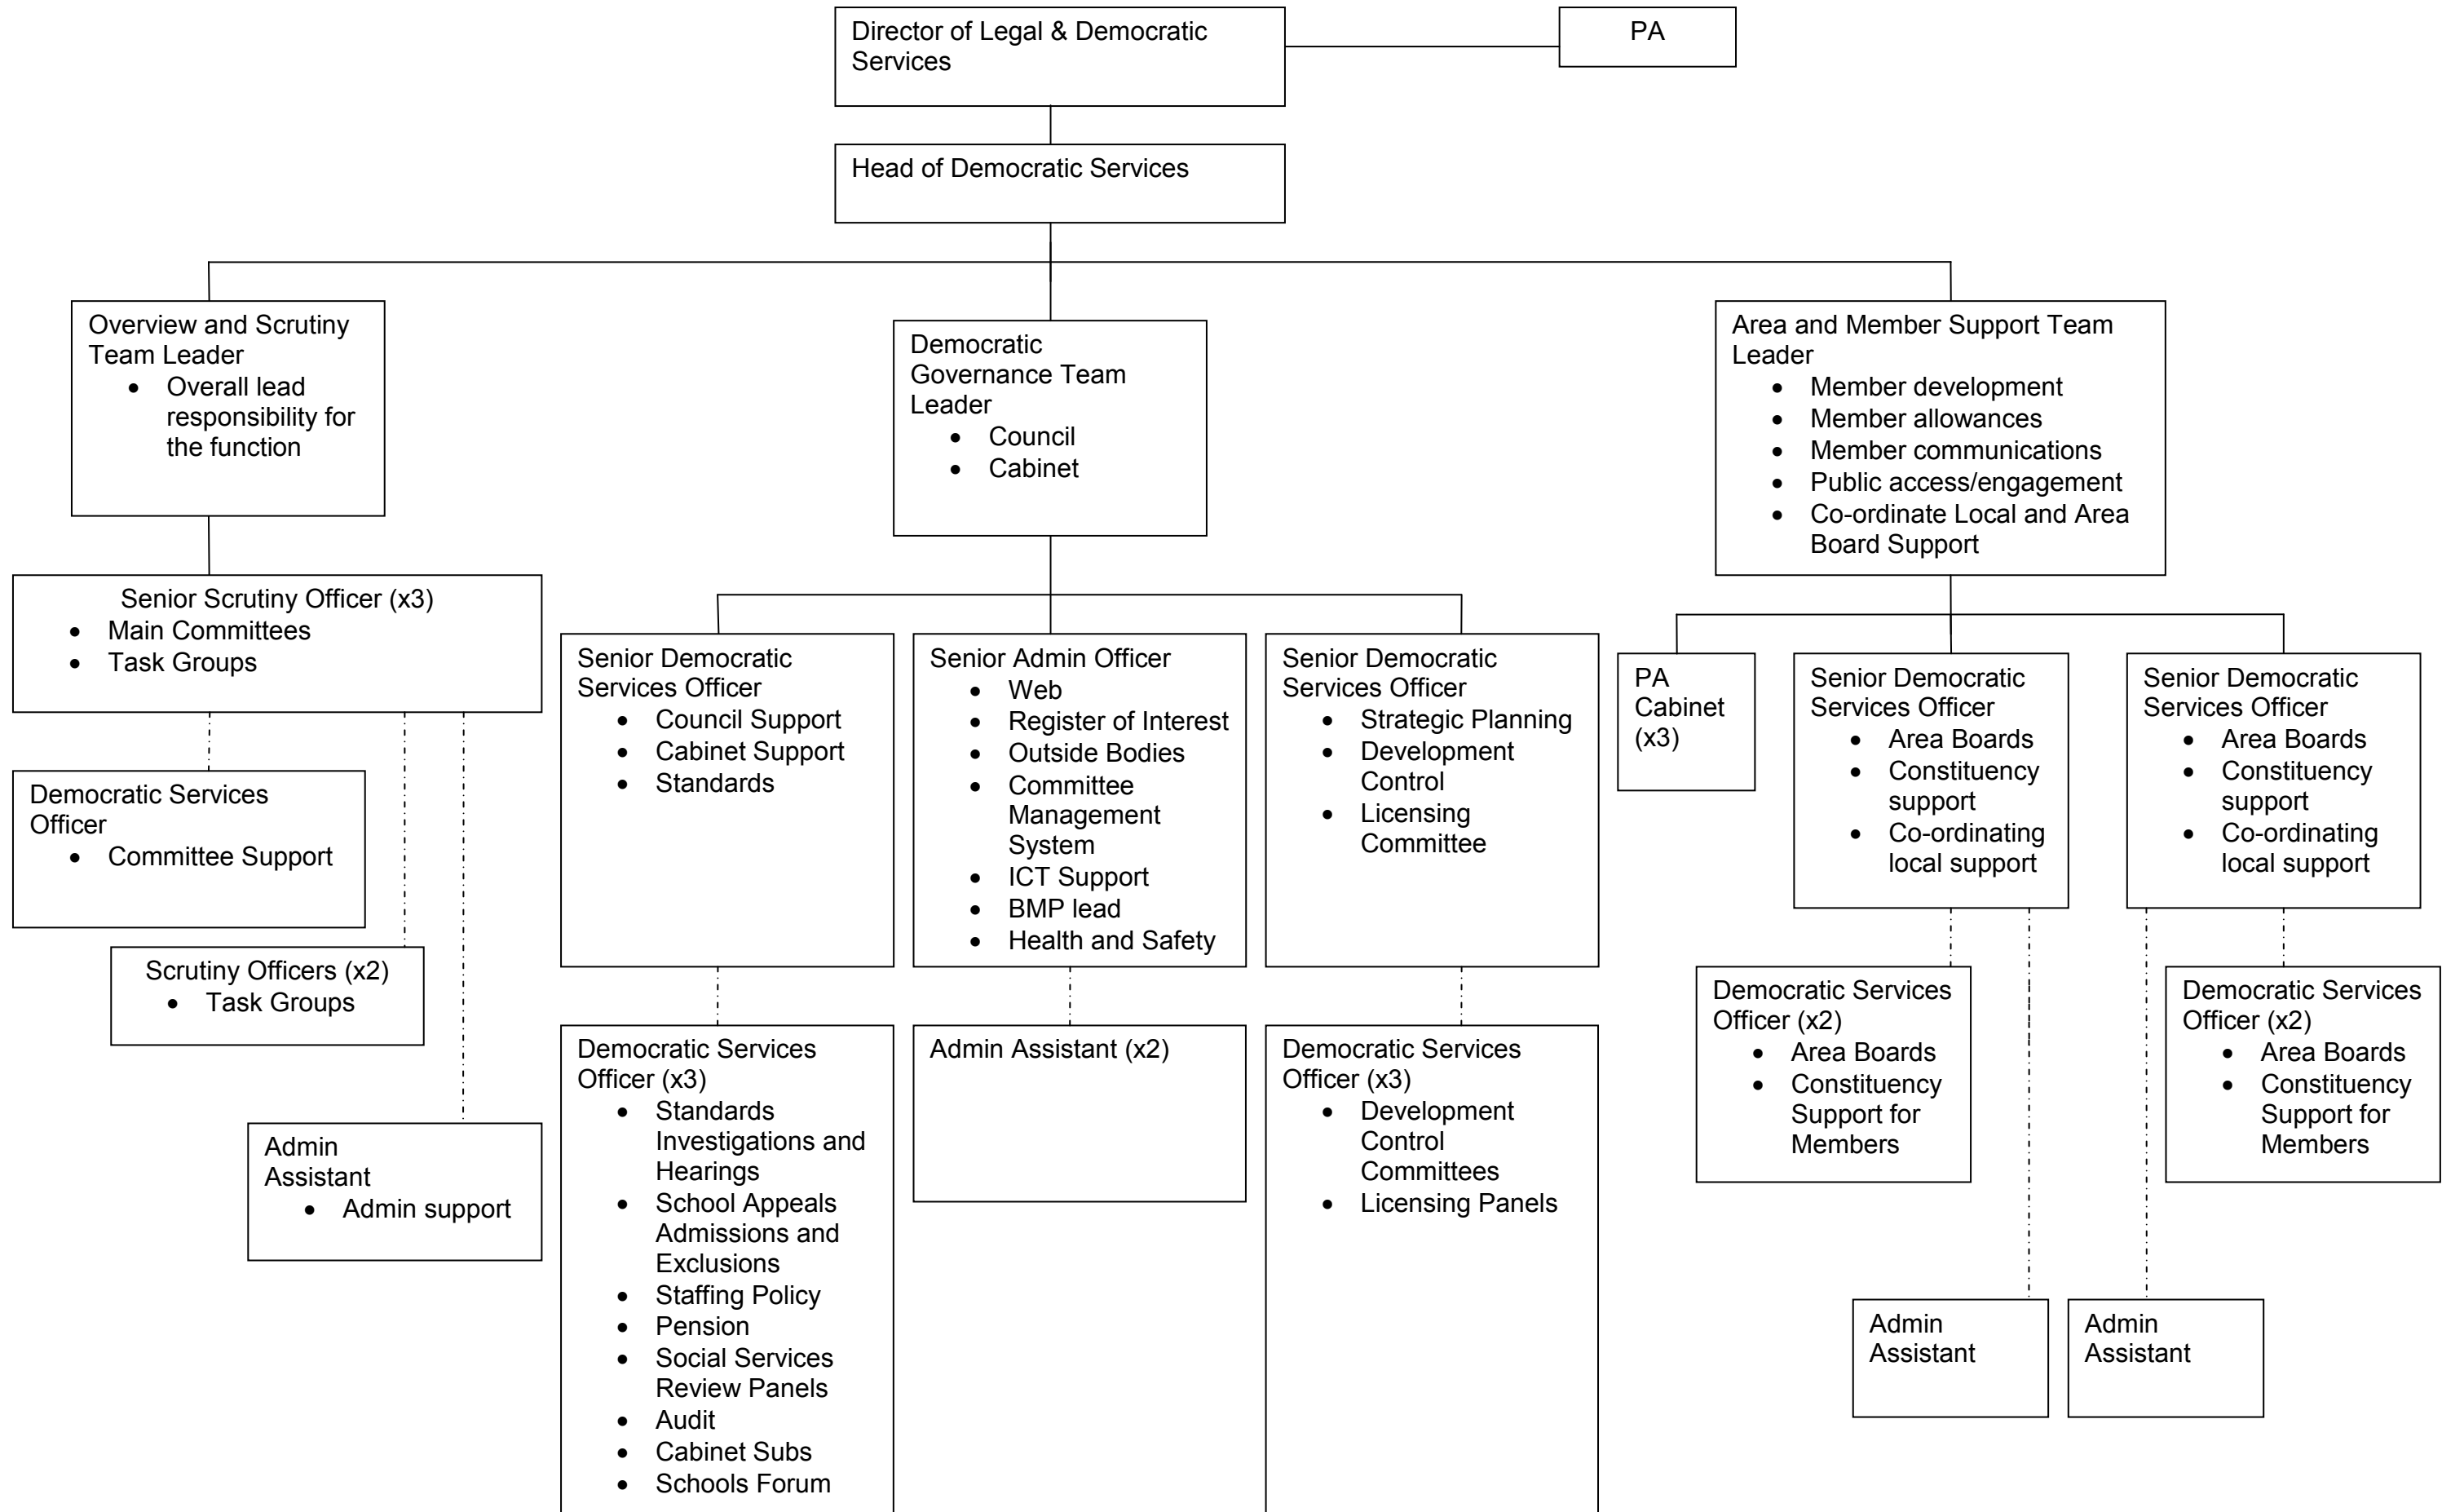 Director of Legal & Democratic
Services
PA
Head of Democratic Services
Overview and Scrutiny
Team Leader
• Overall lead
responsibility for
the function
Democratic
Governance Team
Leader
• Council
• Cabinet
Area and Member Support Team
Leader
• Member development
• Member allowances
• Member communications
• Public access/engagement
• Co-ordinate Local and Area
Board Support
Senior Scrutiny Officer (x3)
• Main Committees
• Task Groups
Democratic Services
Officer
• Committee Support
Scrutiny Officers (x2)
• Task Groups
Admin
Assistant
• Admin support
Senior Democratic
Services Officer
• Council Support
• Cabinet Support
• Standards
Senior Admin Officer
• Web
• Register of Interest
• Outside Bodies
• Committee
Management
System
• ICT Support
• BMP lead
• Health and Safety
Senior Democratic
Services Officer
• Strategic Planning
• Development
Control
• Licensing
Committee
Democratic Services
Officer (x3)
• Standards
Investigations and
Hearings
• School Appeals
Admissions and
Exclusions
• Staffing Policy
• Pension
• Social Services
Review Panels
• Audit
• Cabinet Subs
• Schools Forum
Admin Assistant (x2)
Democratic Services
Officer (x3)
• Development
Control
Committees
• Licensing Panels
PA
Cabinet
(x3)
Senior Democratic
Services Officer
• Area Boards
• Constituency
support
• Co-ordinating
local support
Senior Democratic
Services Officer
• Area Boards
• Constituency
support
• Co-ordinating
local support
Democratic Services
Officer (x2)
• Area Boards
• Constituency
Support for
Members
Democratic Services
Officer (x2)
• Area Boards
• Constituency
Support for
Members
Admin
Assistant
Admin
Assistant